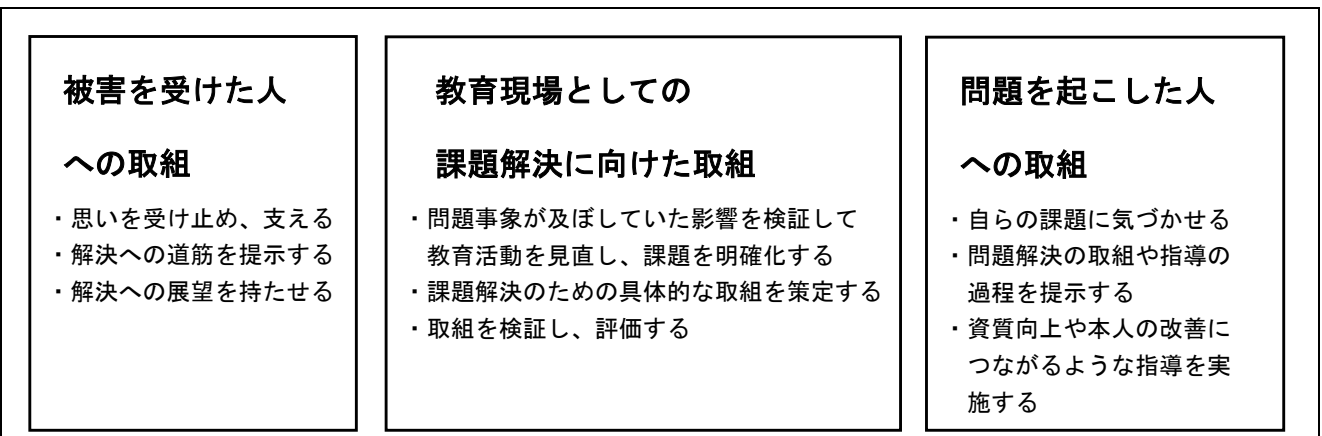 被害を受けた人
への取組
・思いを受け止め、支える
・解決への道筋を提示する
・解決への展望を持たせる
教育現場としての
課題解決に向けた取組
・問題事象が及ぼしていた影響を検証して
教育活動を見直し、課題を明確化する
・課題解決のための具体的な取組を策定する
・取組を検証し、評価する
問題を起こした人
への取組
・自らの課題に気づかせる
・問題解決の取組や指導の
過程を提示する
・資質向上や本人の改善に
つながるような指導を実
施する